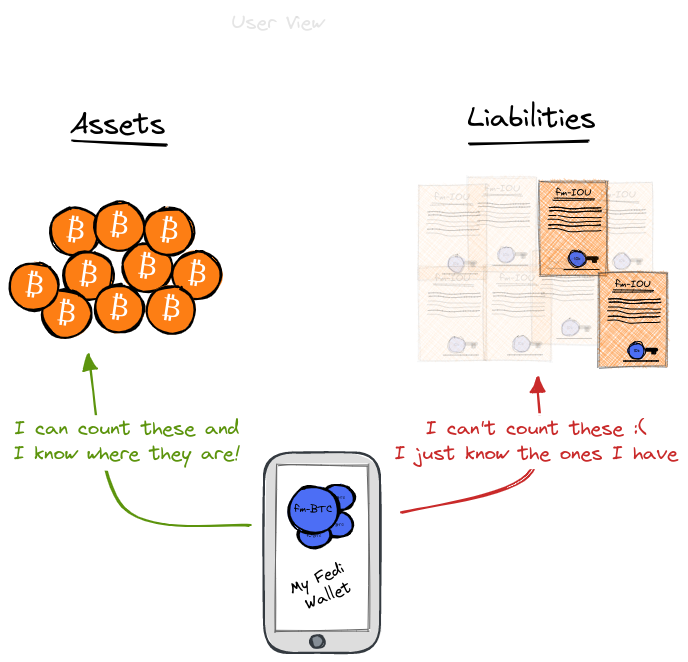 User View
Assets
Liabilities
fm-IOU
fm-IOU
fm-IOU
fm-IOU
fm-IOU
fm-IOU
I can count these and
I know where they are!
I can't count these :(
I just know the ones I have
fm-BTC
My Fedi
Wallet